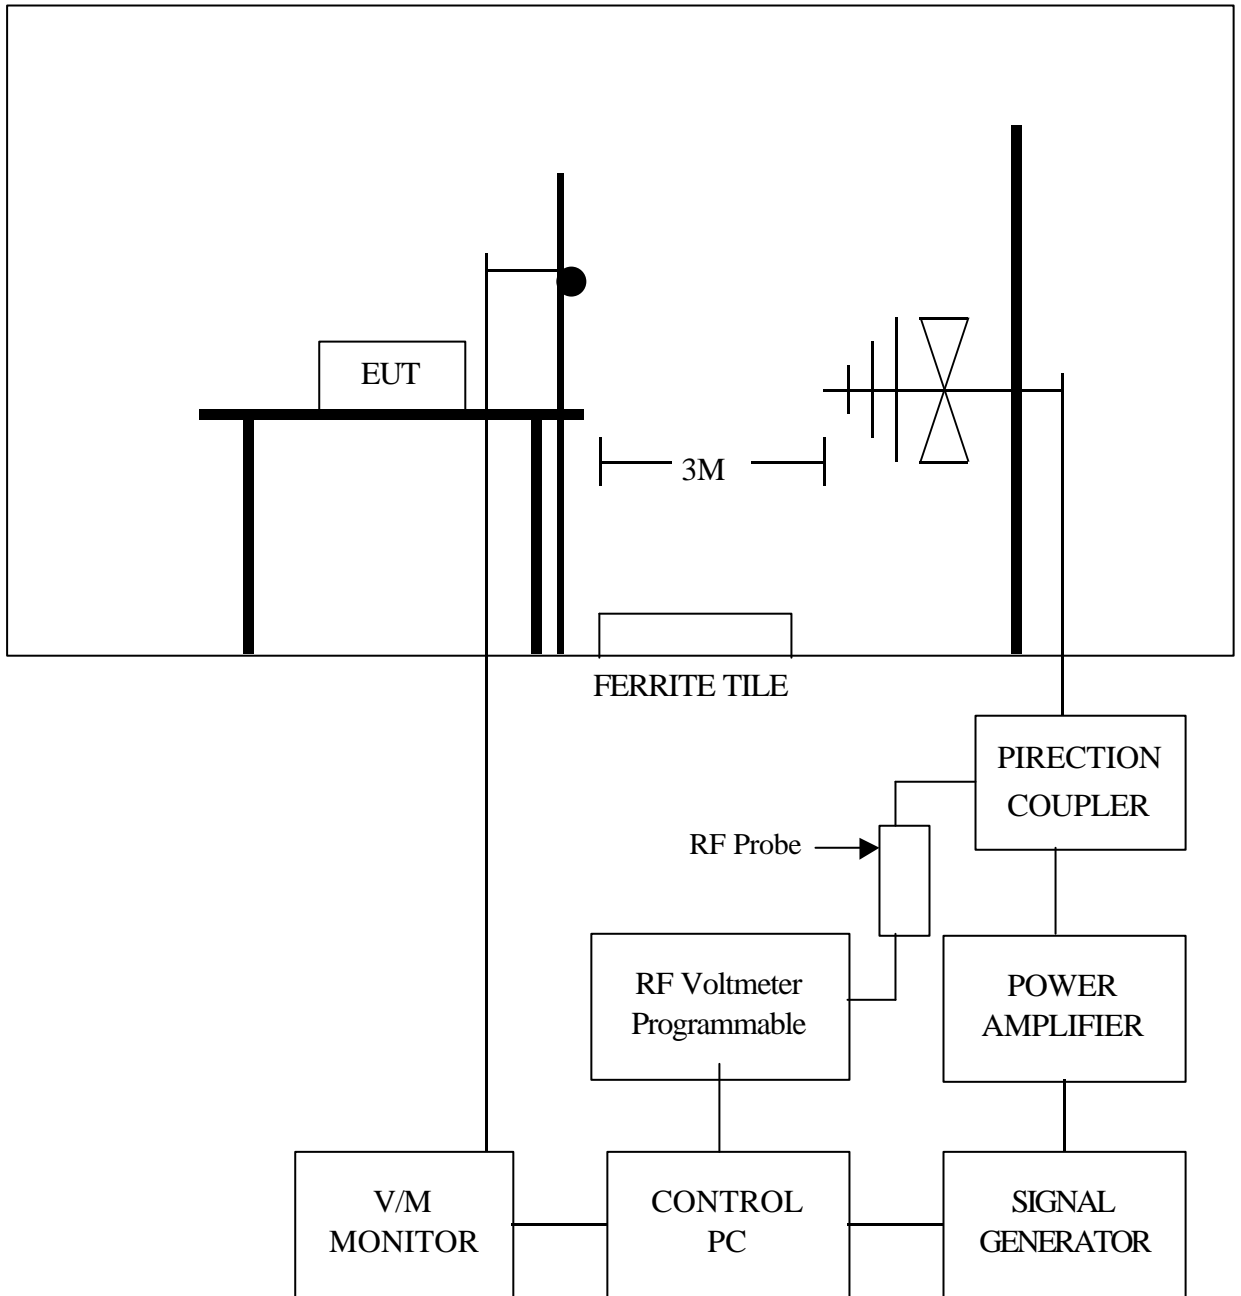 EUT
3M
FERRITE TILE
PIRECTION
COUPLER
RF Probe
RF Voltmeter
Programmable
POWER
AMPLIFIER
V/M
MONITOR
CONTROL
PC
SIGNAL
GENERATOR